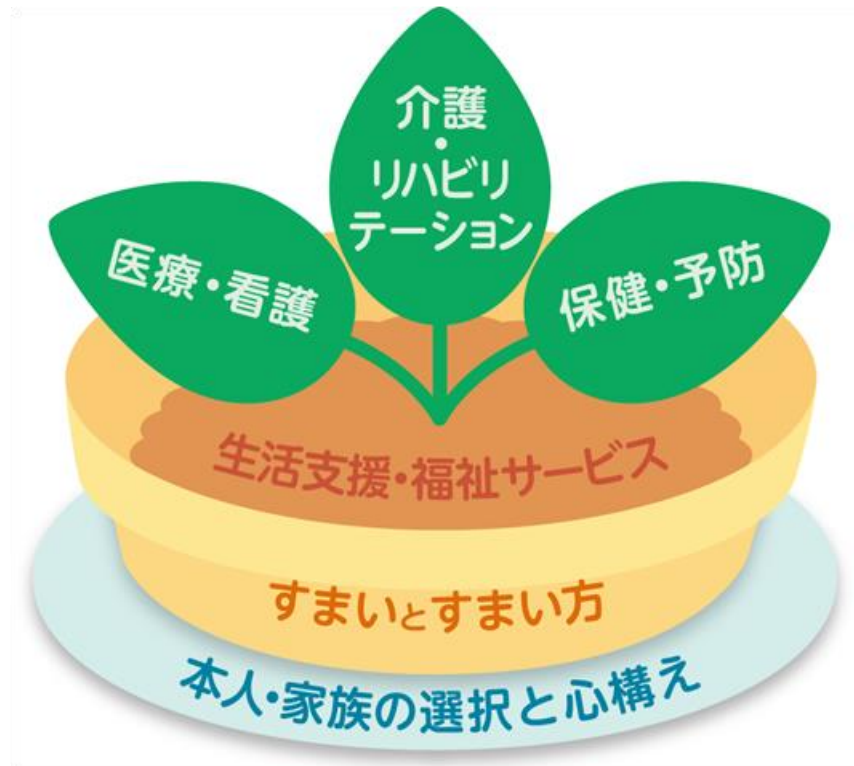 介護
・
リハビリ
テーション
医療・看護
保健・予防
生活支援・福祉サービス
すまいとすまい方
本人・家族の選択と心構え